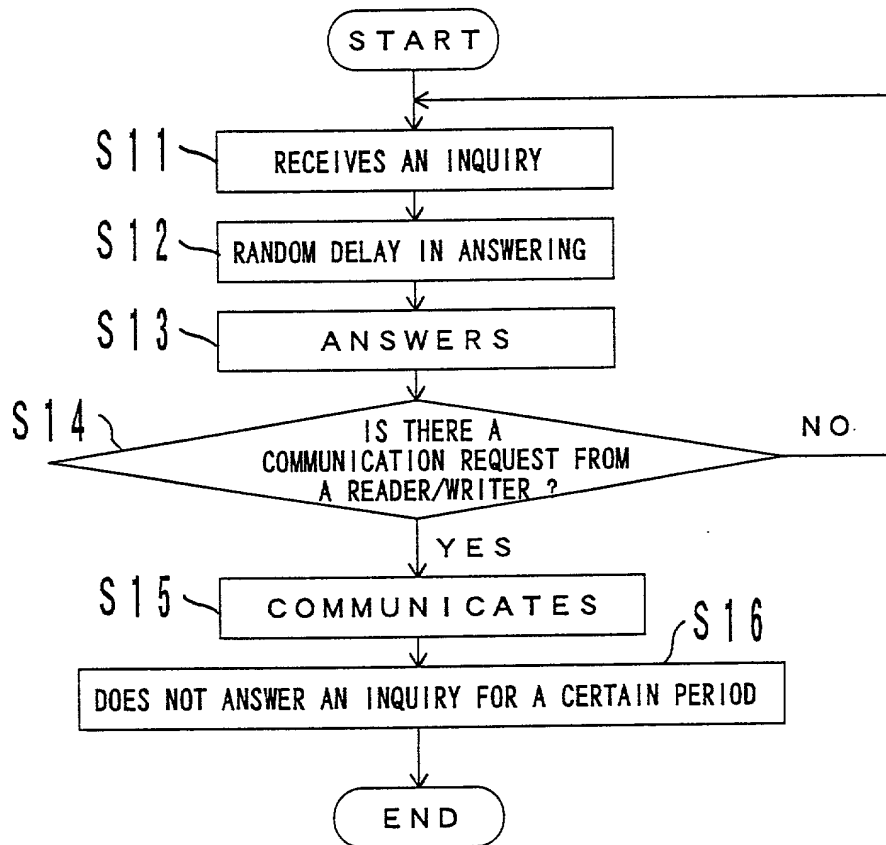 START
S11
RECEIVES AN INQUIRY
S12
RANDOM DELAY IN ANSWERING
S13
ANSWERS
S14
IS THERE A
COMMUNICATION REQUEST FROM
A READER/WRITER ?
NO
YES
S15
COMMUNICATES
S16
DOES NOT ANSWER AN INQUIRY FOR A CERTAIN PERIOD
END